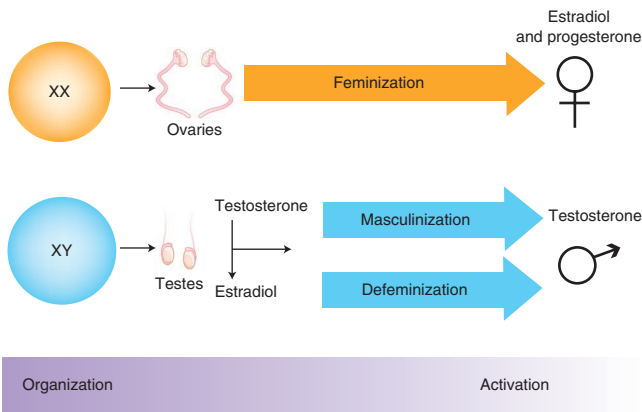 Estradiol
and progesterone
XX
Feminization
Ovaries
Testosterone
Masculinization
Testosterone
XY
Testes
Estradiol
Defeminization
Organization
Activation